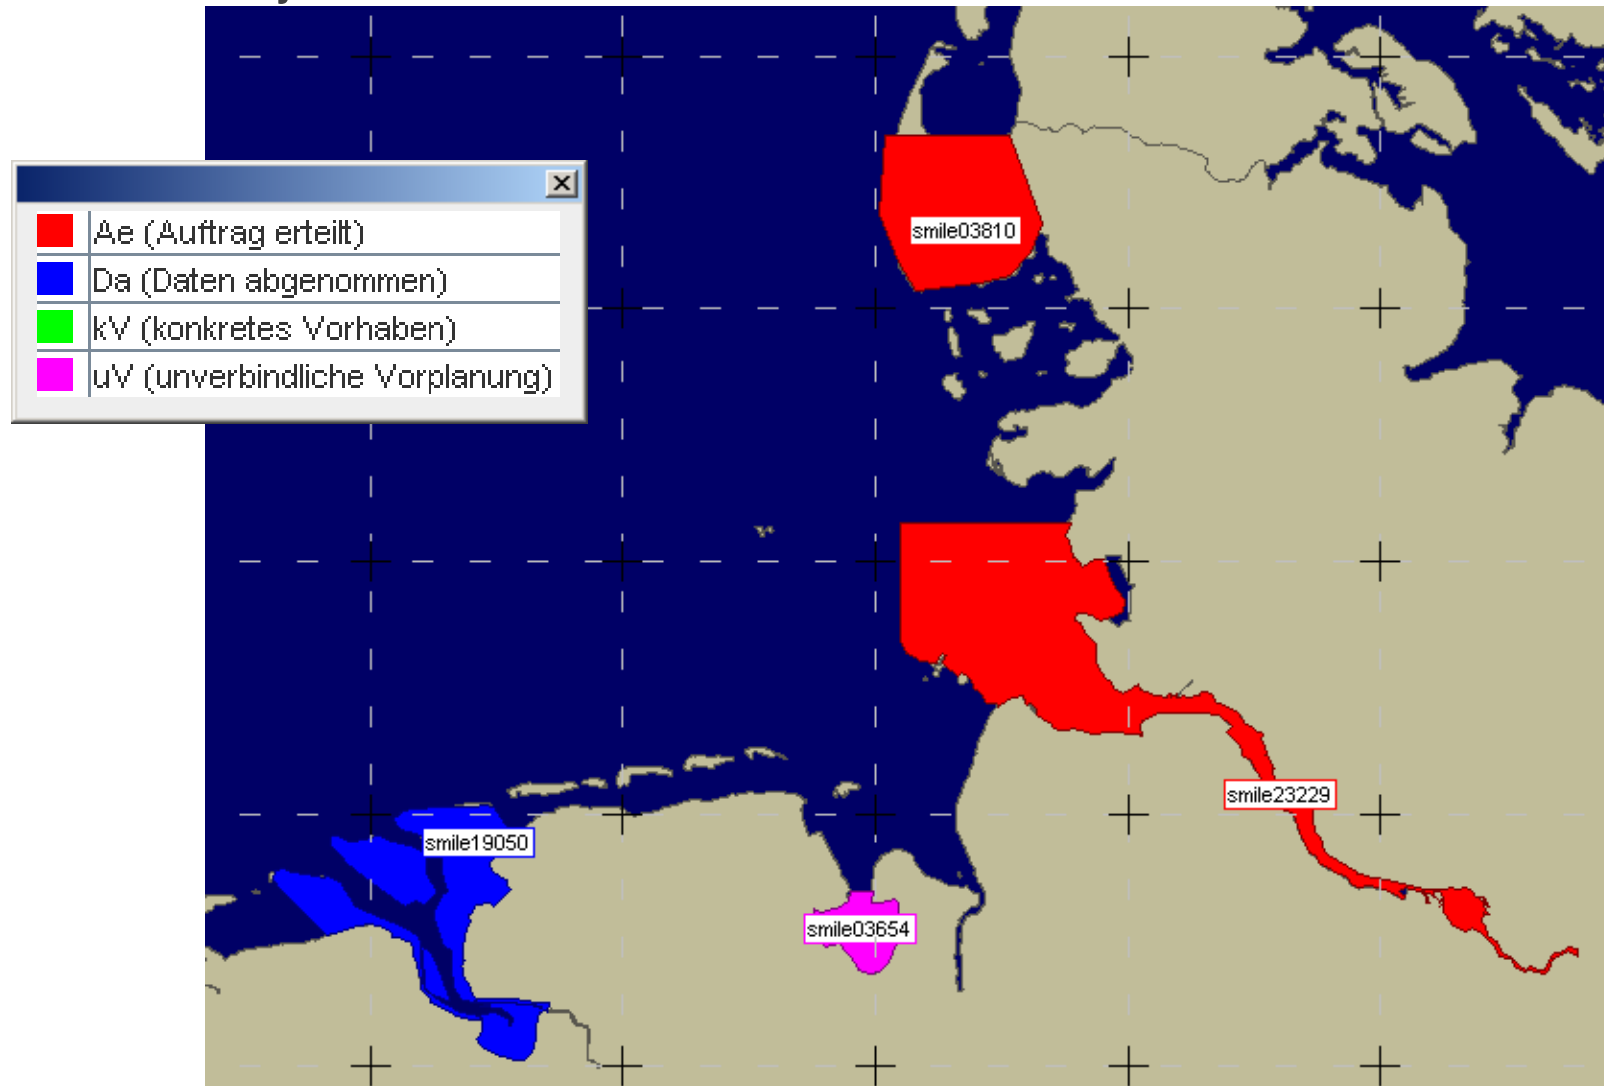 smile03810
Ae (Auftrag erteilt)
Da (Daten abgenommen)
kV (konkretes Vorhaben)
uV (unverbindliche Vorplanung)
smile23229
smile19050
smile03654